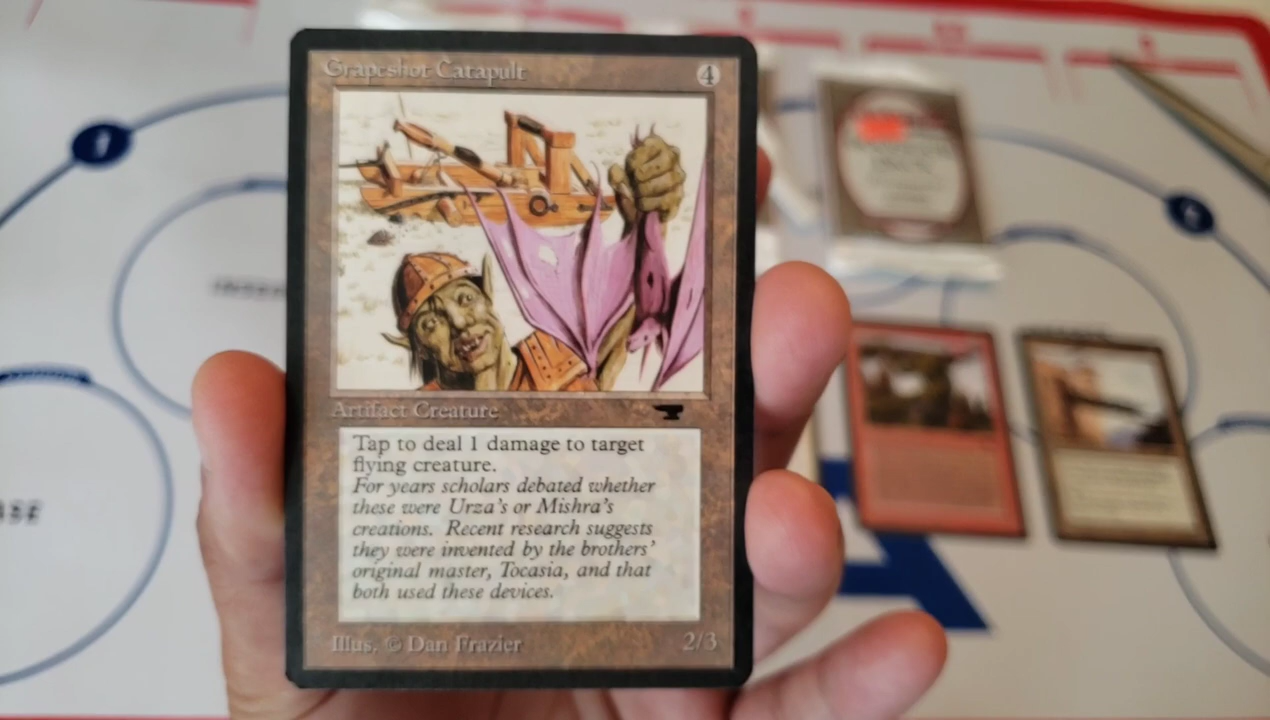 Grapeshot Catapult
4
Artifact Creature
Tap to deal 1 damage to target
flying creature.
For years scholars debated whether
these were Urza's or Mishra's
creations. Recent research suggests
they were invented by the brothers'
original master, Tocasia, and that
both used these devices.
Illus. © Dan Frazier
2/3